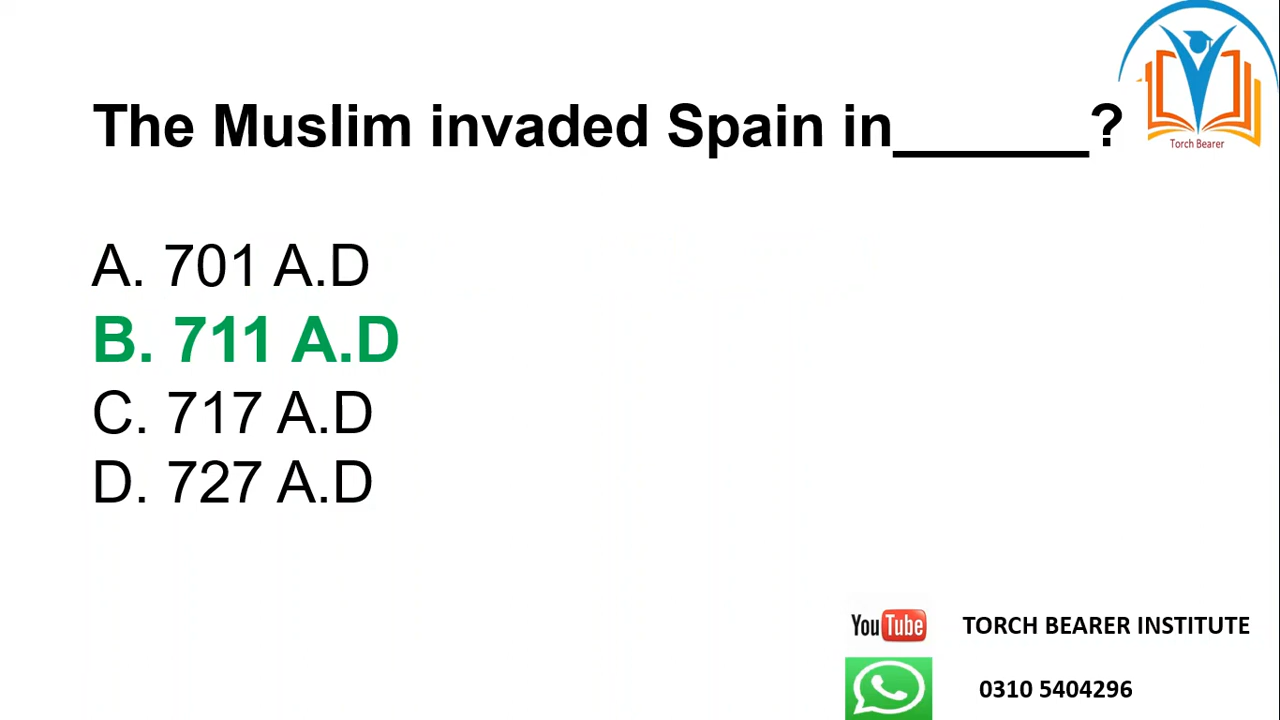 The Muslim invaded Spain in______?
Torch Bearer
A. 701 A.D
B. 711 A.D
C. 717 A.D
D. 727 A.D
YouTube TORCH BEARER INSTITUTE
0310 5404296